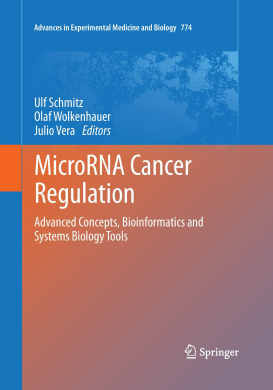 Advances in Experimental Medicine and Biology 774
Ulf Schmitz
Olaf Wolkenhauer
Julio Vera Editors
MicroRNA Cancer
Regulation
Advanced Concepts, Bioinformatics and
Systems Biology Tools
Springer